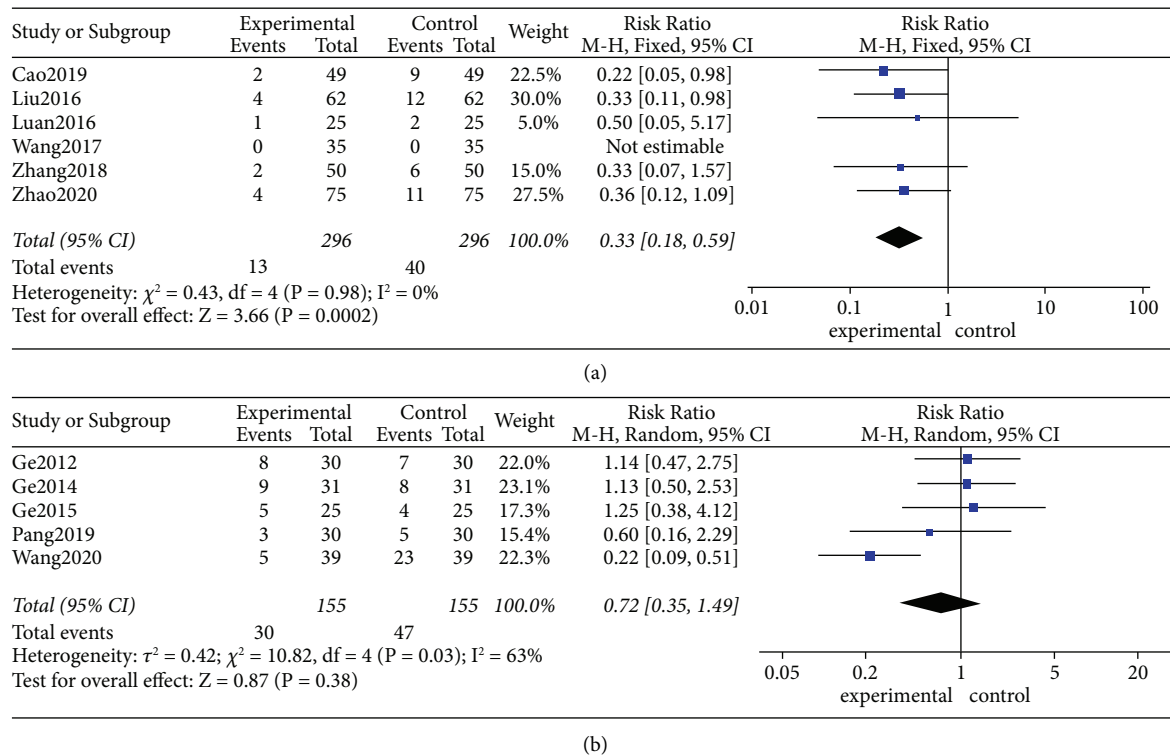 Study or Subgroup Experimental Control Weight Risk Ratio Risk Ratio
Events Total Events Total M-H, Fixed, 95% CI M-H, Fixed, 95% CI
Cao2019 2 49 9 49 22.5% 0.22 [0.05, 0.98]
Liu2016 4 62 12 62 30.0% 0.33 [0.11, 0.98]
Luan2016 1 25 2 25 5.0% 0.50 [0.05, 5.17]
Wang2017 0 35 0 35 Not estimable
Zhang2018 2 50 6 50 15.0% 0.33 [0.07, 1.57]
Zhao2020 4 75 11 75 27.5% 0.36 [0.12, 1.09]
Total (95% CI) 296 296 100.0% 0.33 [0.18, 0.59]
Total events 13 40
Heterogeneity: χ² = 0.43, df = 4 (P = 0.98); I² = 0%
Test for overall effect: Z = 3.66 (P = 0.0002)
0.01 0.1 1 10 100
experimental control
(a)
Study or Subgroup Experimental Control Weight Risk Ratio Risk Ratio
Events Total Events Total M-H, Random, 95% CI M-H, Random, 95% CI
Ge2012 8 30 7 30 22.0% 1.14 [0.47, 2.75]
Ge2014 9 31 8 31 23.1% 1.13 [0.50, 2.53]
Ge2015 5 25 4 25 17.3% 1.25 [0.38, 4.12]
Pang2019 3 30 5 30 15.4% 0.60 [0.16, 2.29]
Wang2020 5 39 23 39 22.3% 0.22 [0.09, 0.51]
Total (95% CI) 155 155 100.0% 0.72 [0.35, 1.49]
Total events 30 47
Heterogeneity: τ² = 0.42; χ² = 10.82, df = 4 (P = 0.03); I² = 63%
Test for overall effect: Z = 0.87 (P = 0.38)
0.05 0.2 1 5 20
experimental control
(b)